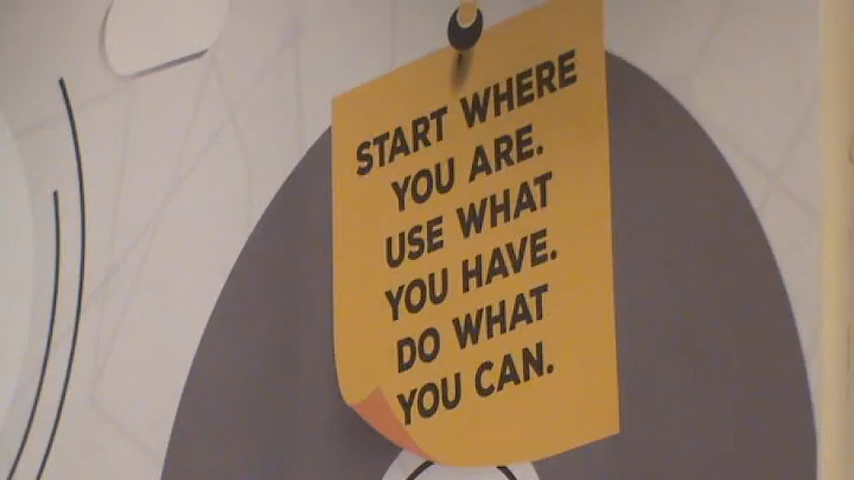 START WHERE
YOU ARE.
USE WHAT
YOU HAVE.
DO WHAT
YOU CAN.